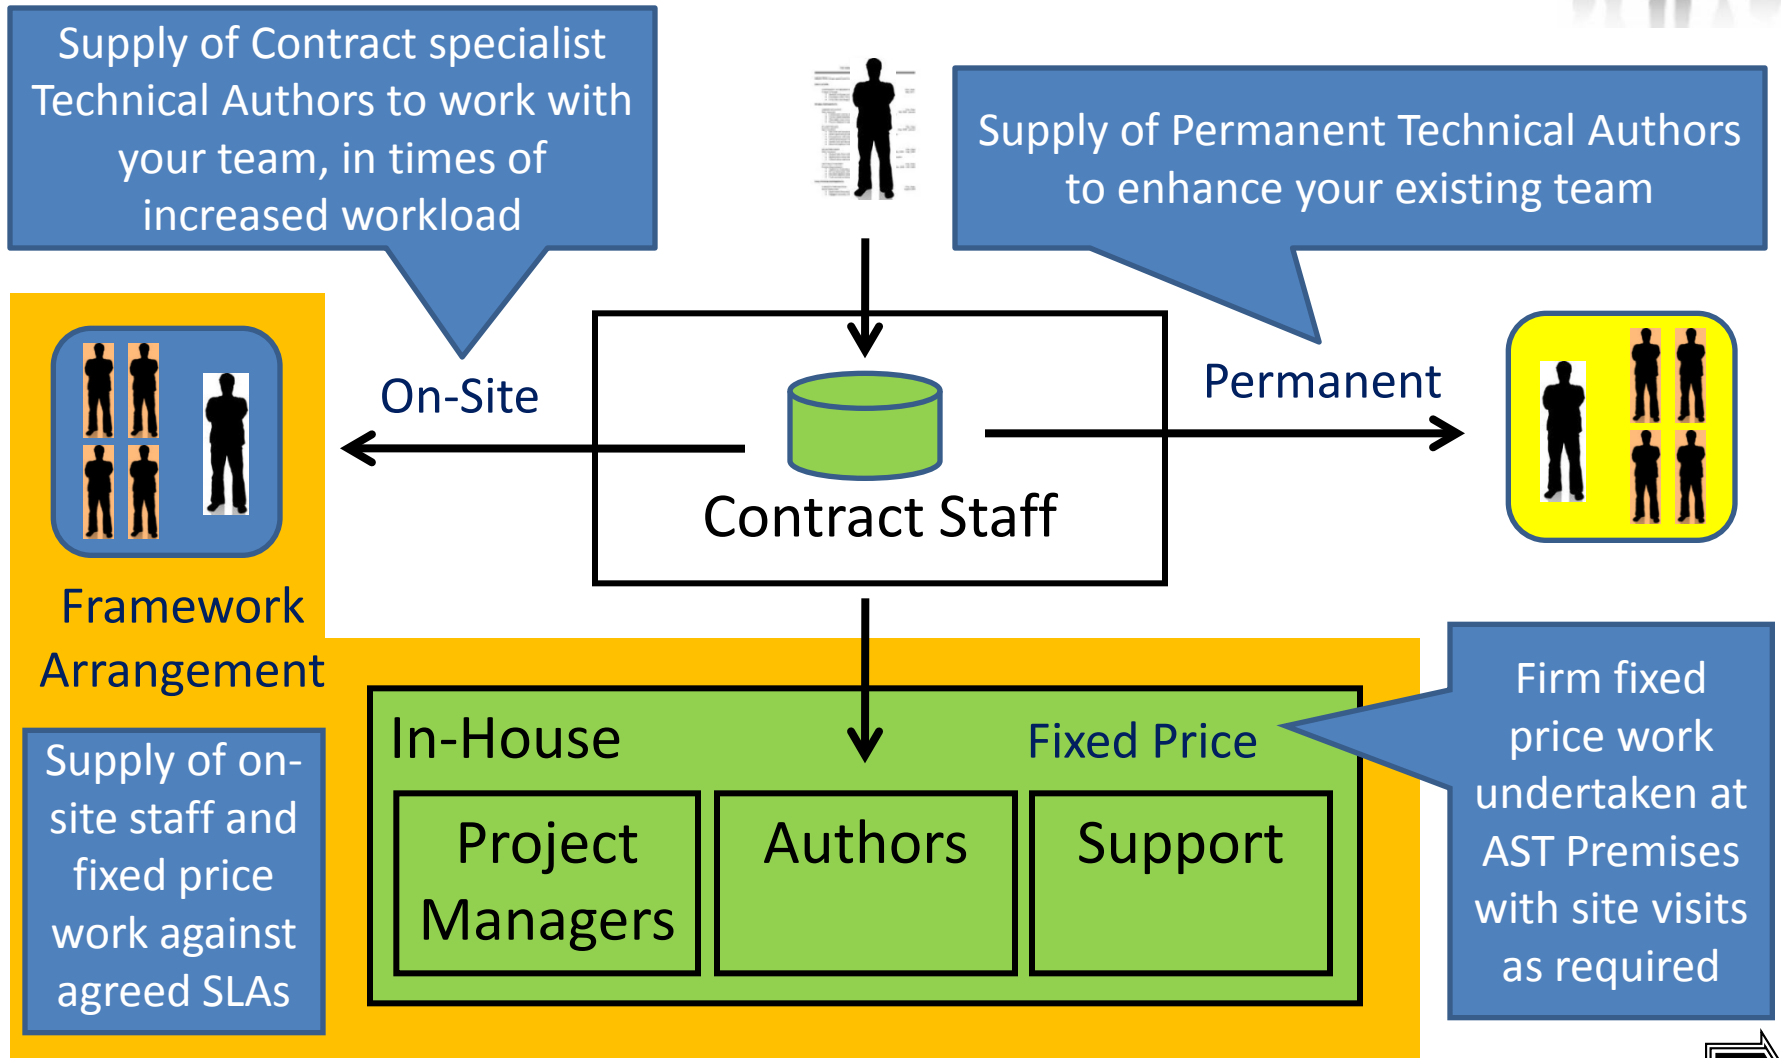 Supply of Contract specialist
Technical Authors to work with
your team, in times of
increased workload
Supply of Permanent Technical Authors
to enhance your existing team
On-Site
Permanent
Contract Staff
Framework
Arrangement
Supply of on-
site staff and
fixed price
work against
agreed SLAs
In-House
Fixed Price
Project
Managers
Authors
Support
Firm fixed
price work
undertaken at
AST Premises
with site visits
as required